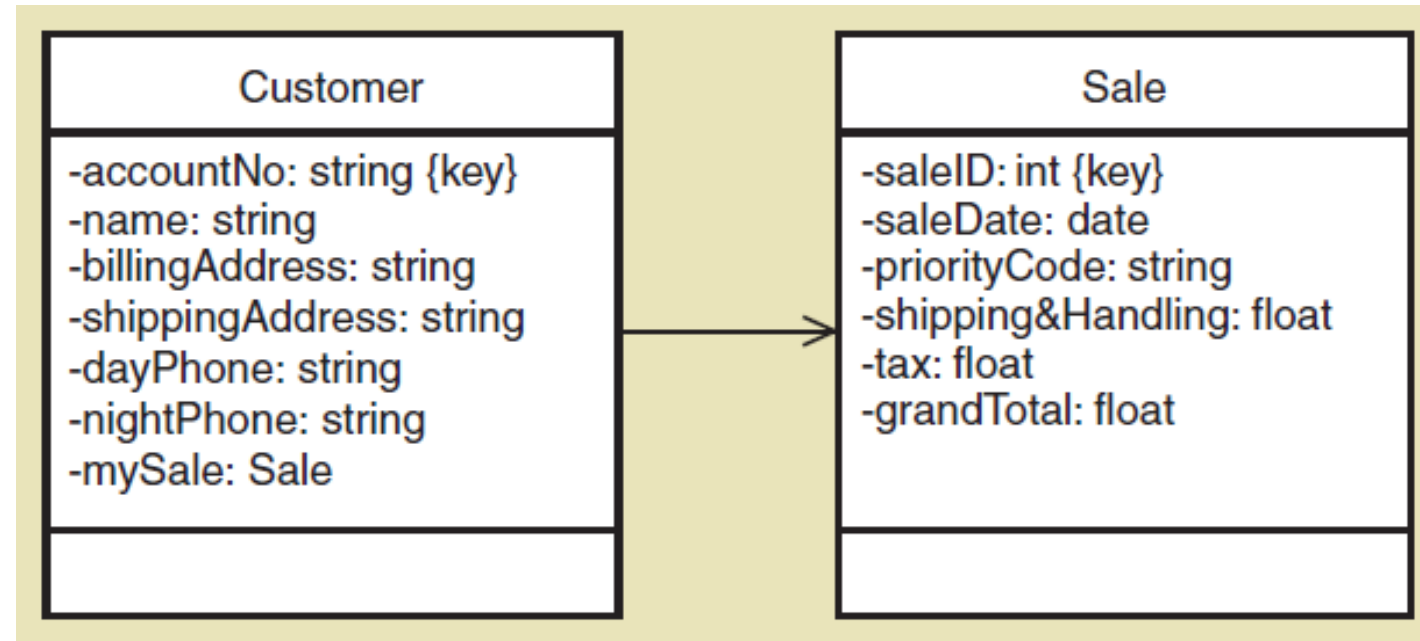 Customer
-accountNo: string {key}
-name: string
-billingAddress: string
-shippingAddress: string
-dayPhone: string
-nightPhone: string
-mySale: Sale
Sale
-saleID: int {key}
-saleDate: date
-priorityCode: string
-shipping&Handling: float
-tax: float
-grandTotal: float